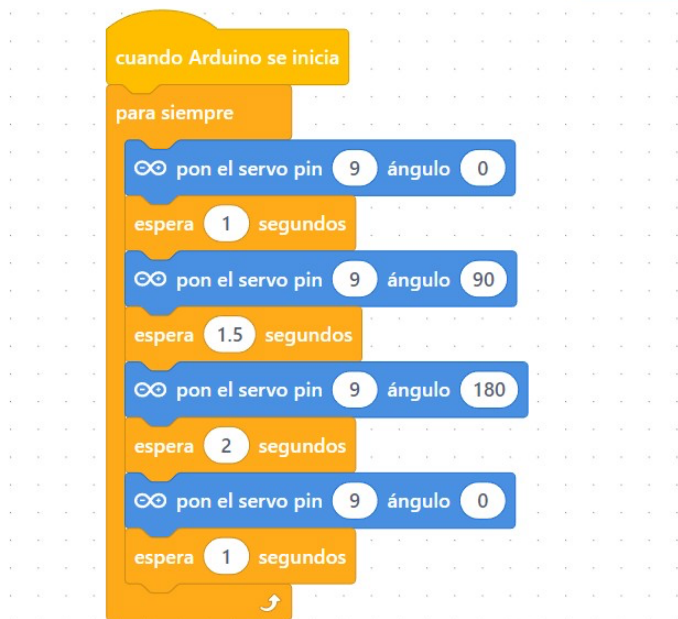 cuando Arduino se inicia
para siempre
pon el servo pin 9 ángulo 0
espera 1 segundos
pon el servo pin 9 ángulo 90
espera 1.5 segundos
pon el servo pin 9 ángulo 180
espera 2 segundos
pon el servo pin 9 ángulo 0
espera 1 segundos